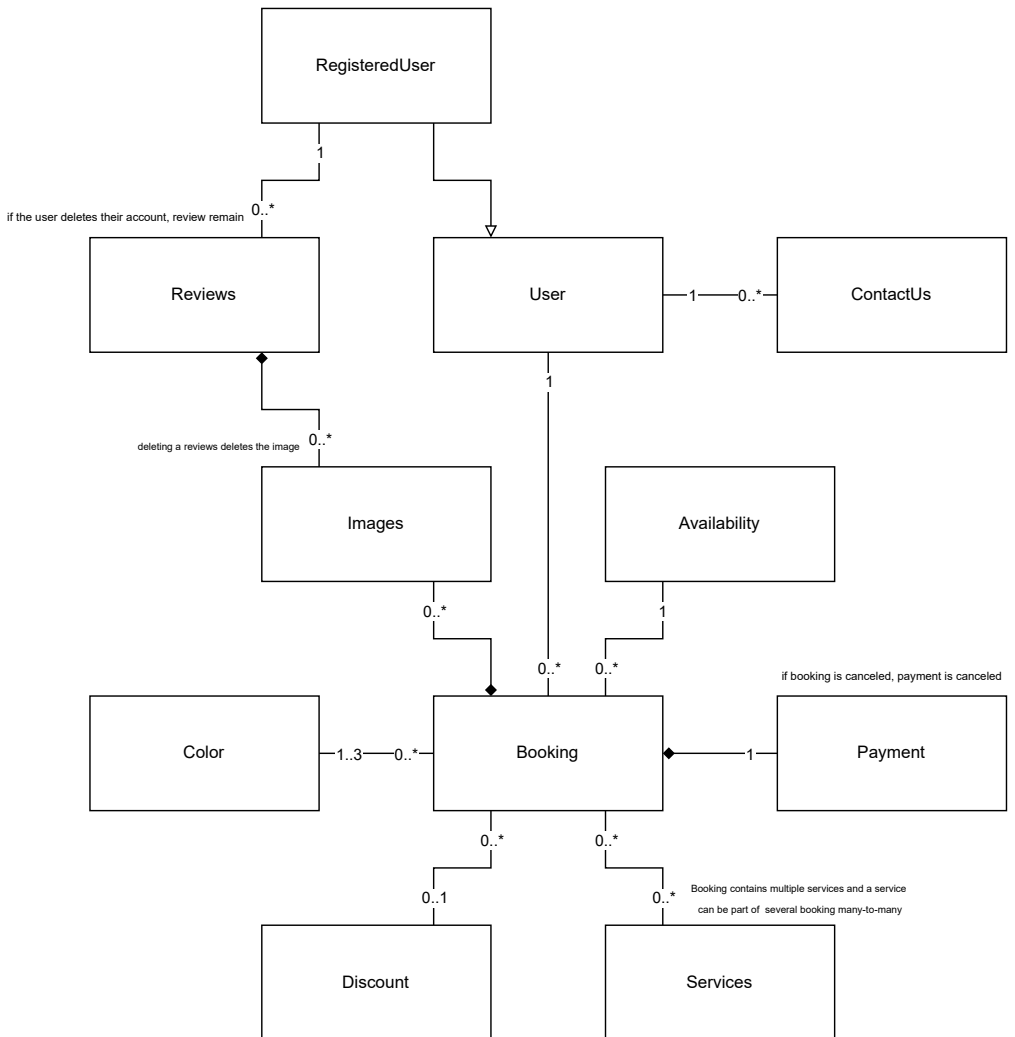 RegisteredUser
1
0..*
if the user deletes their account, review remain
Reviews
User
1
0..*
ContactUs
1
deleting a reviews deletes the image
0..*
Images
Availability
0..*
1
0..*
0..*
if booking is canceled, payment is canceled
Color
1..3
0..*
Booking
1
Payment
0..*
0..*
0..1
0..*
Booking contains multiple services and a service
can be part of several booking many-to-many
Discount
Services